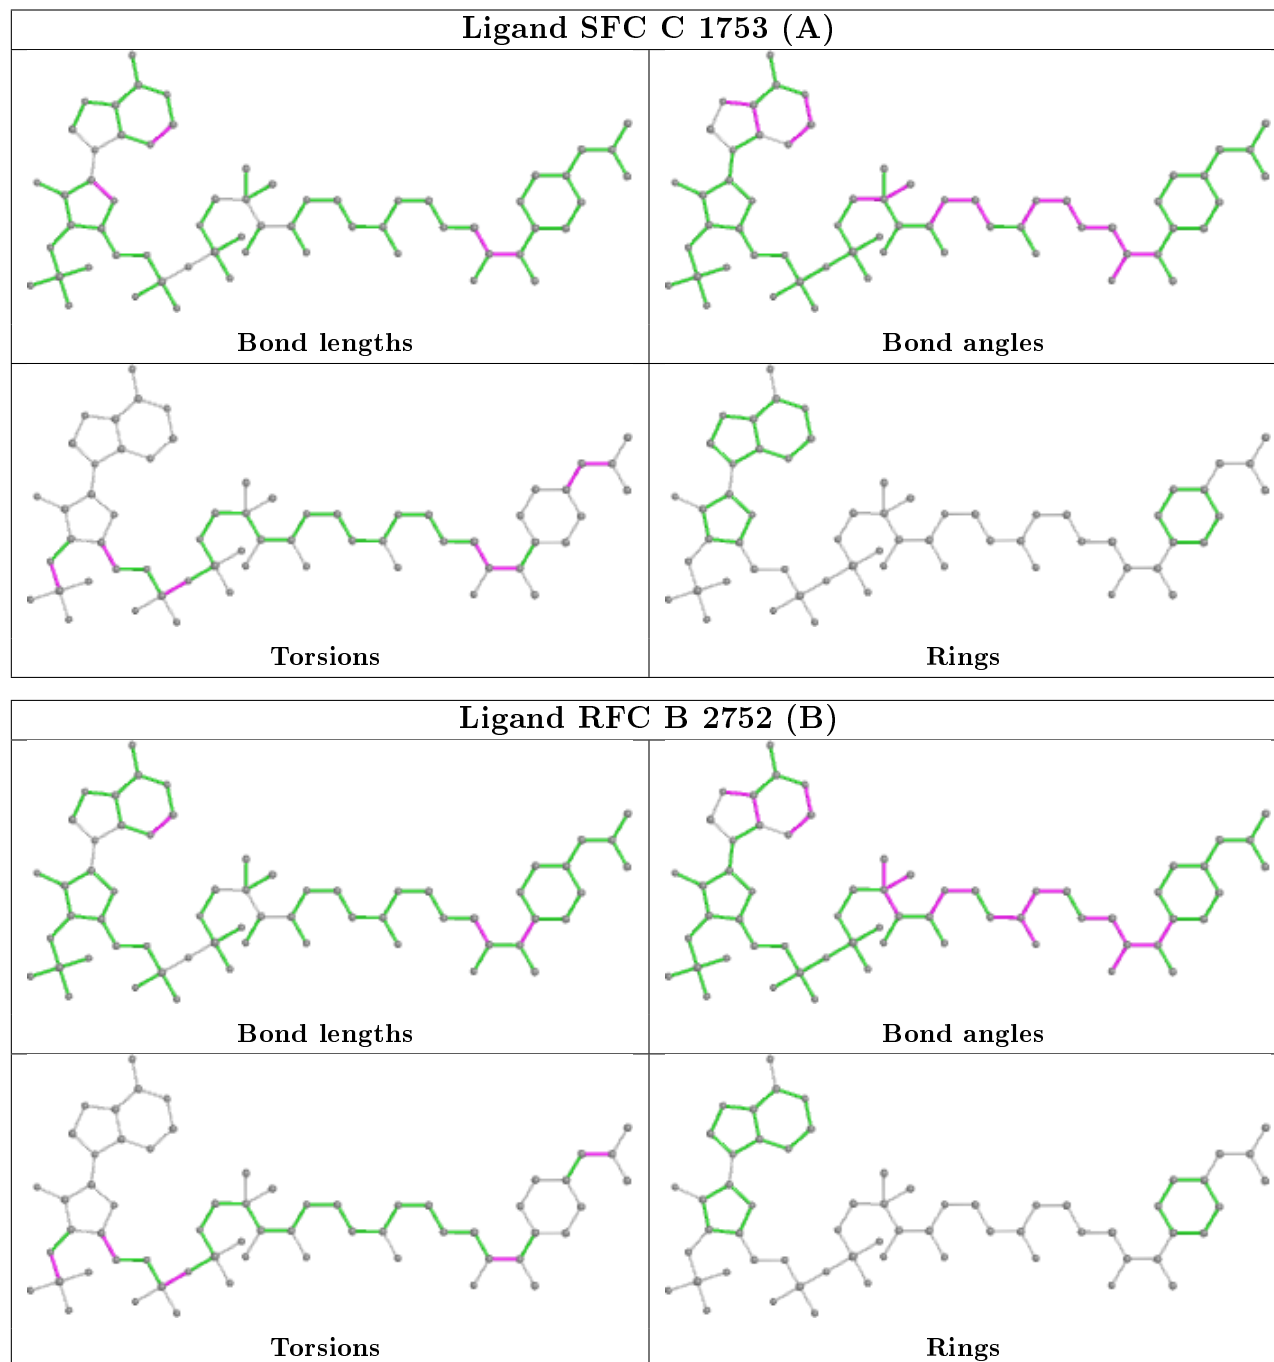 Ligand SFC C 1753 (A)
Bond lengths
Bond angles
Torsions
Rings
Ligand RFC B 2752 (B)
Bond lengths
Bond angles
Torsions
Rings